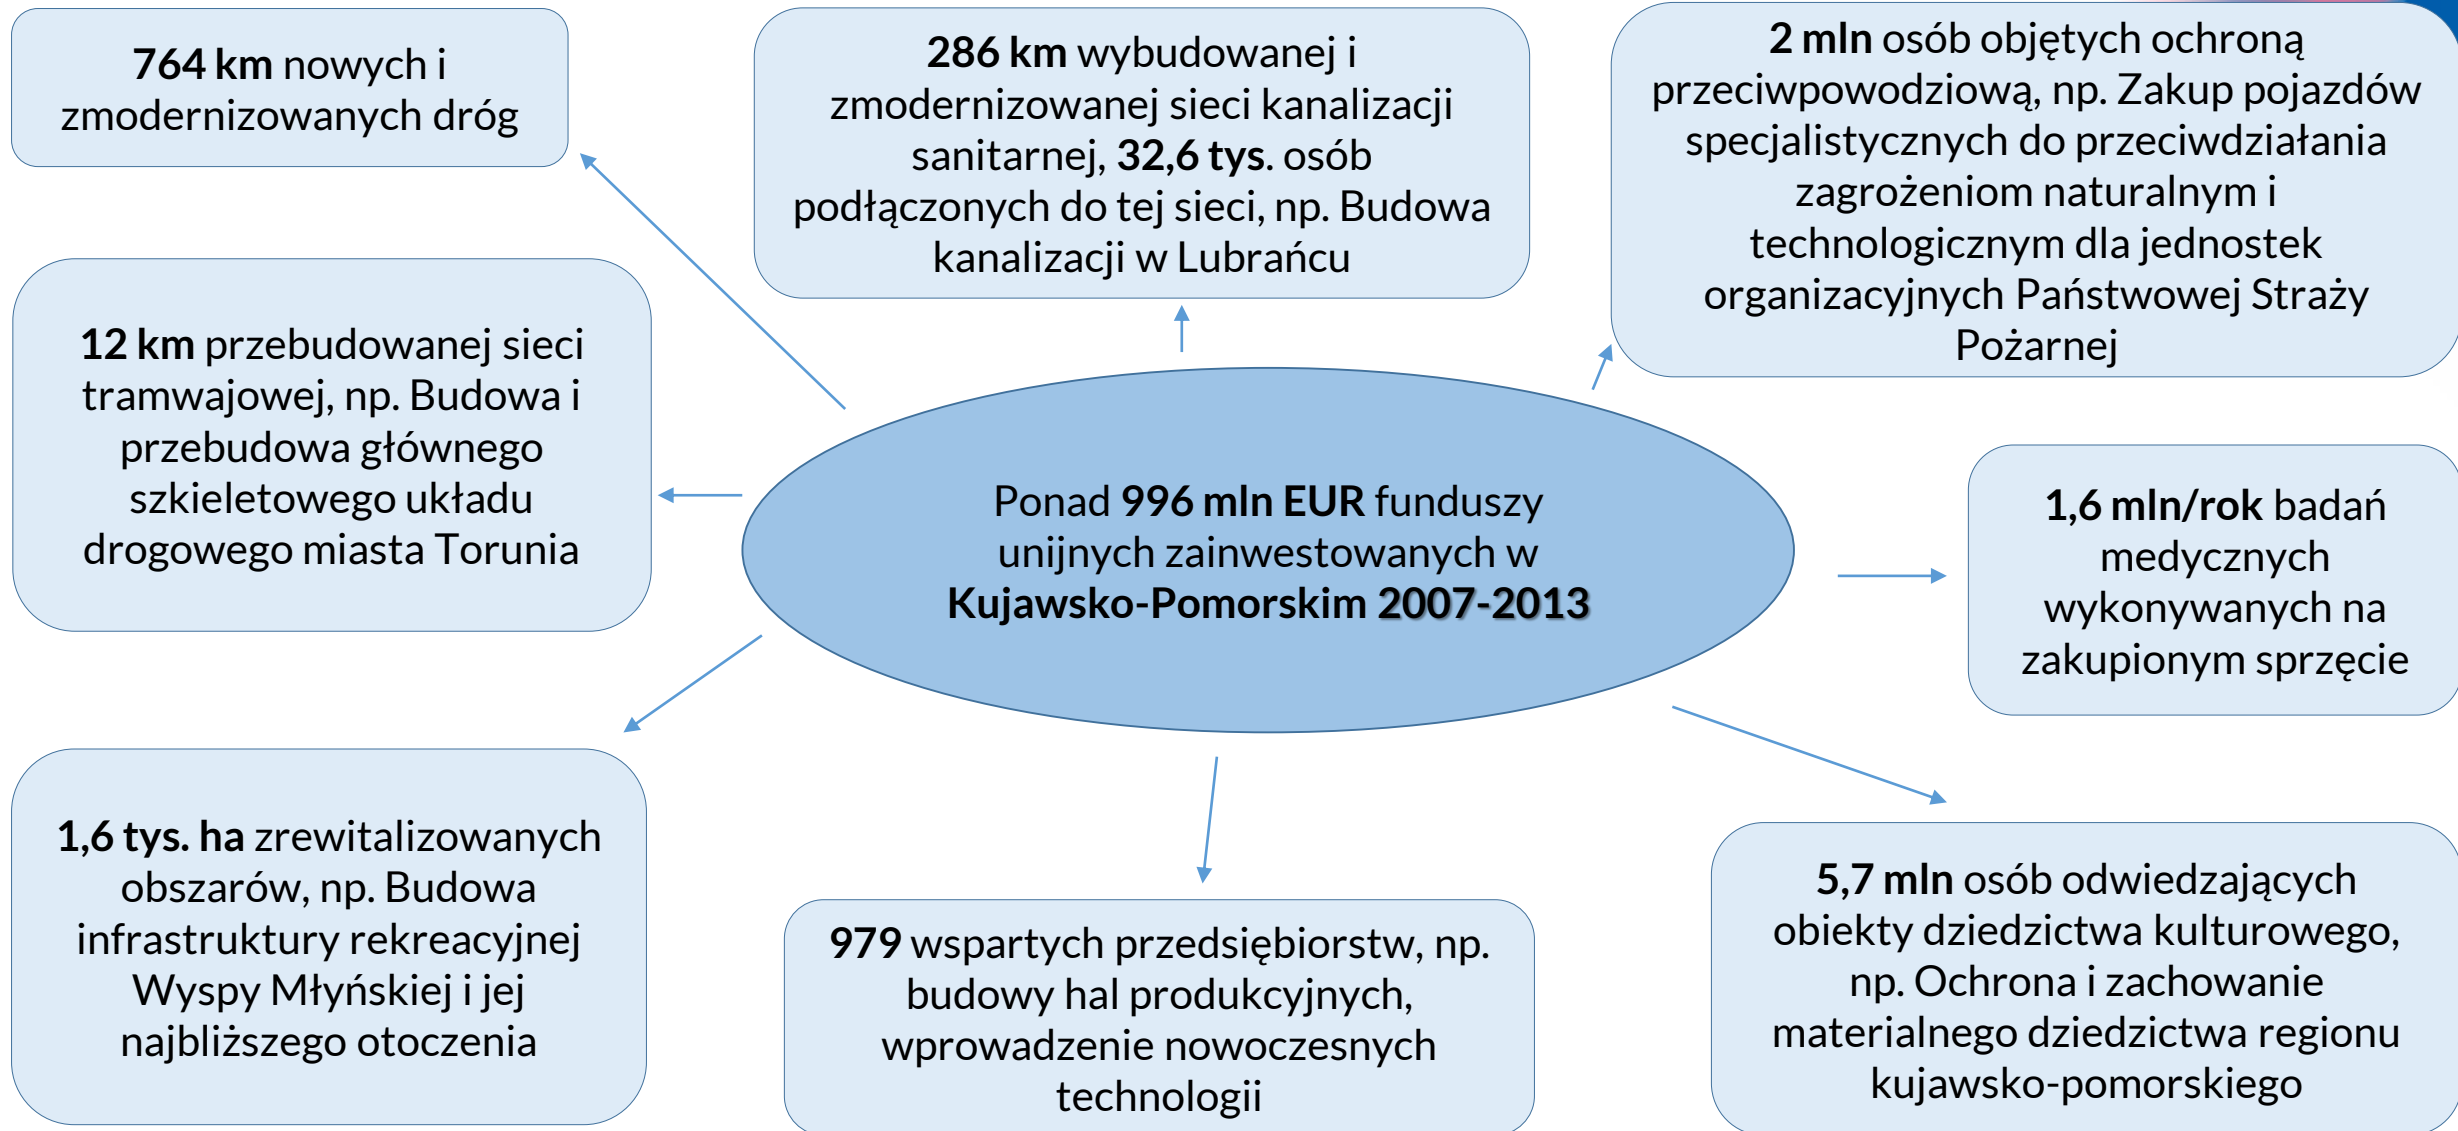 764 km nowych i
zmodernizowanych dróg
286 km wybudowanej i
zmodernizowanej sieci kanalizacji
sanitarnej, 32,6 tys. osób
podłączonych do tej sieci, np. Budowa
kanalizacji w Lubrańcu
2 mln osób objętych ochroną
przeciwpowodziową, np. Zakup pojazdów
specjalistycznych do przeciwdziałania
zagrożeniom naturalnym i
technologicznym dla jednostek
organizacyjnych Państwowej Straży
Pożarnej
12 km przebudowanej sieci
tramwajowej, np. Budowa i
przebudowa głównego
szkieletowego układu
drogowego miasta Torunia
Ponad 996 mln EUR funduszy
unijnych zainwestowanych w
Kujawsko-Pomorskim 2007-2013
1,6 mln/rok badań
medycznych
wykonywanych na
zakupionym sprzęcie
1,6 tys. ha zrewitalizowanych
obszarów, np. Budowa
infrastruktury rekreacyjnej
Wyspy Młyńskiej i jej
najbliższego otoczenia
979 wspartych przedsiębiorstw, np.
budowy hal produkcyjnych,
wprowadzenie nowoczesnych
technologii
5,7 mln osób odwiedzających
obiekty dziedzictwa kulturowego,
np. Ochrona i zachowanie
materialnego dziedzictwa regionu
kujawsko-pomorskiego